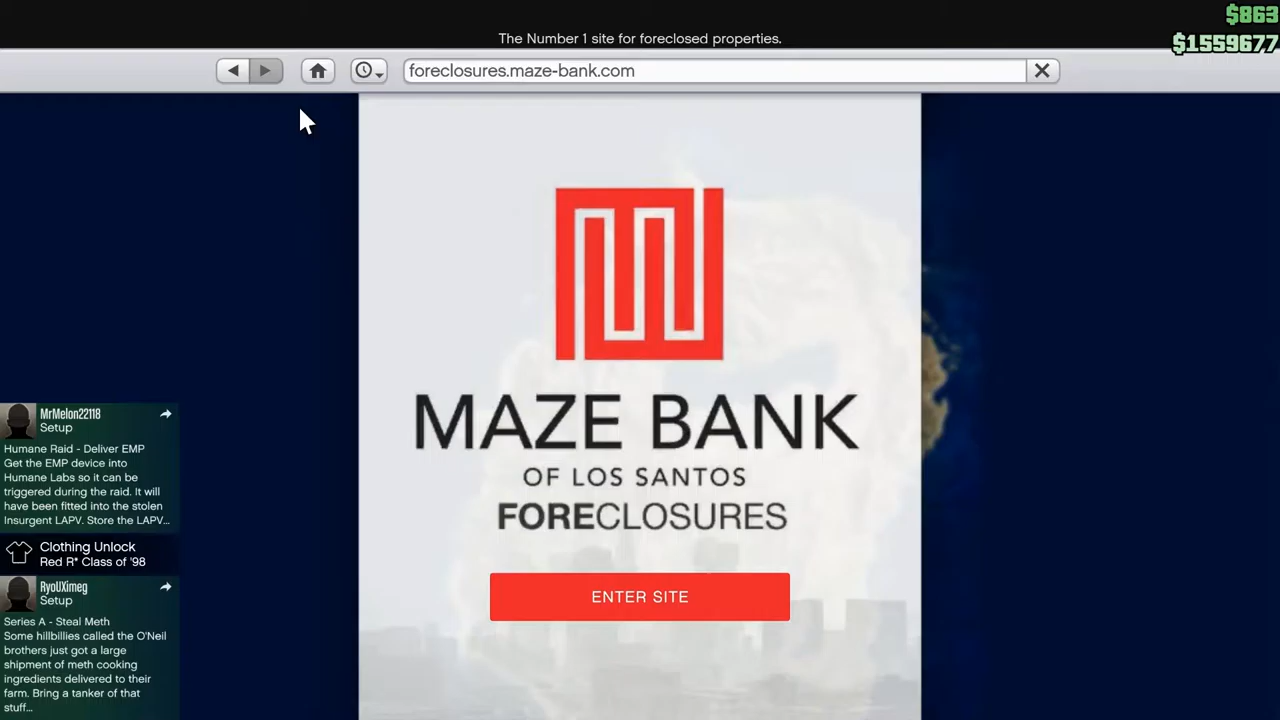 $863
The Number 1 site for foreclosed properties.
$1559677
foreclosures.maze-bank.com
MAZE BANK
OF LOS SANTOS
FORECLOSURES
ENTER SITE
MrMelon22118
Setup
Humane Raid - Deliver EMP
Get the EMP device into
Humane Labs so it can be
triggered during the raid. It will
have been fitted into the stolen
Insurgent LAPV. Store the LAPV...
Clothing Unlock
Red R* Class of '98
RyoUXimeg
Setup
Series A - Steal Meth
Some hillbillies called the O'Neil
brothers just got a large
shipment of meth cooking
ingredients delivered to their
farm. Bring a tanker of that
stuff...